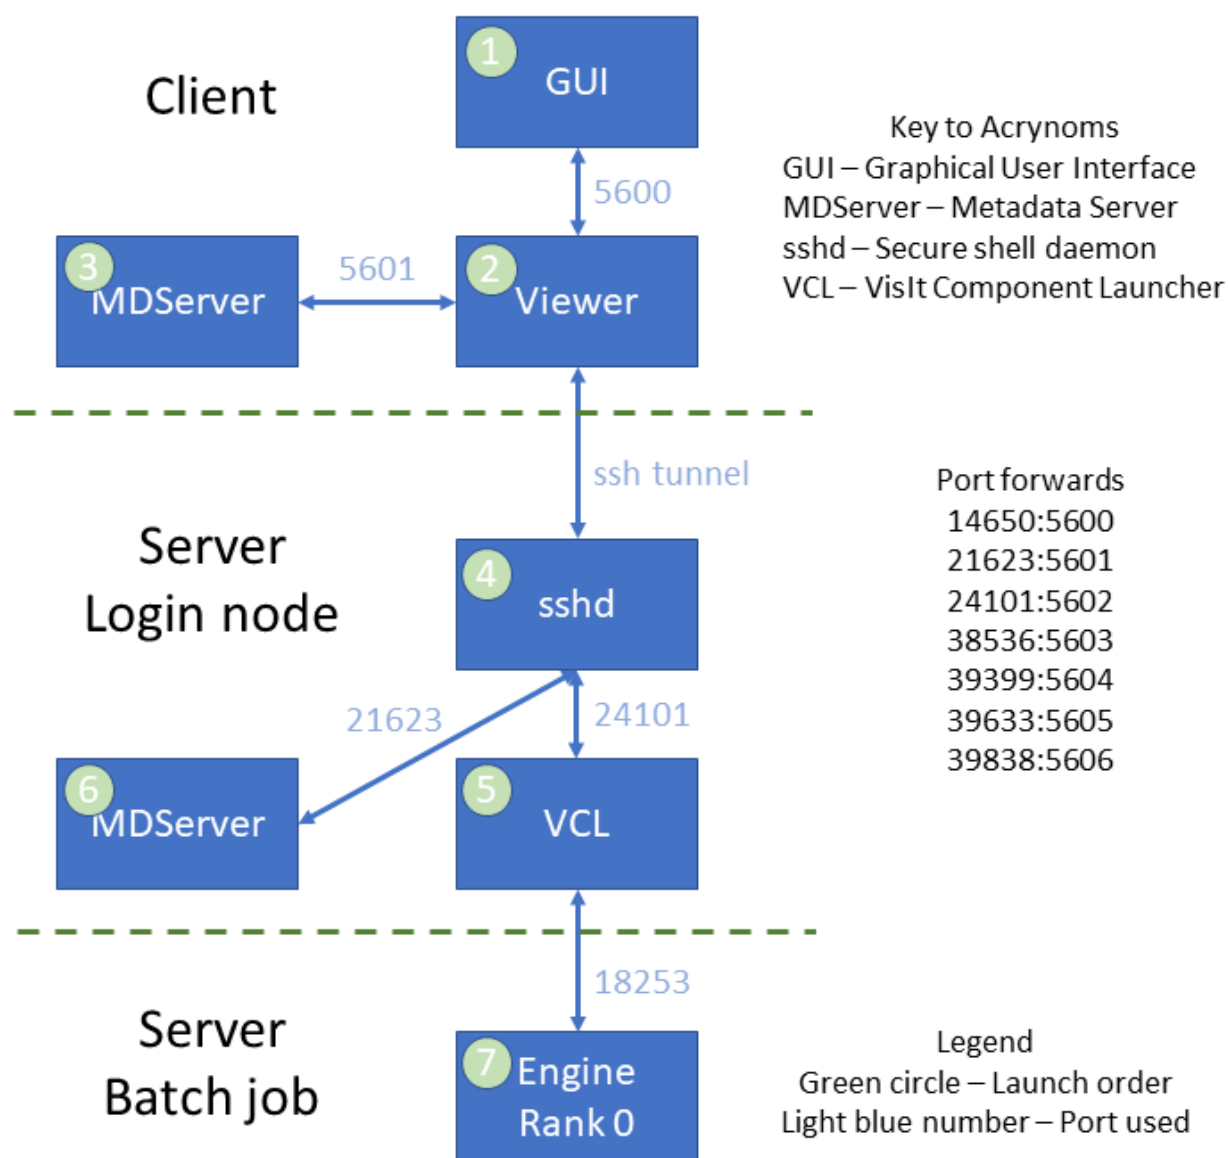 Client
1
GUI
5600
3
MDServer
5601
2
Viewer
Key to Acrynoms
GUI – Graphical User Interface
MDServer – Metadata Server
sshd – Secure shell daemon
VCL – VisIt Component Launcher
ssh tunnel
Server
Login node
4
sshd
21623
24101
6
MDServer
5
VCL
Port forwards
14650:5600
21623:5601
24101:5602
38536:5603
39399:5604
39633:5605
39838:5606
18253
Server
Batch job
7
Engine
Rank 0
Legend
Green circle – Launch order
Light blue number – Port used